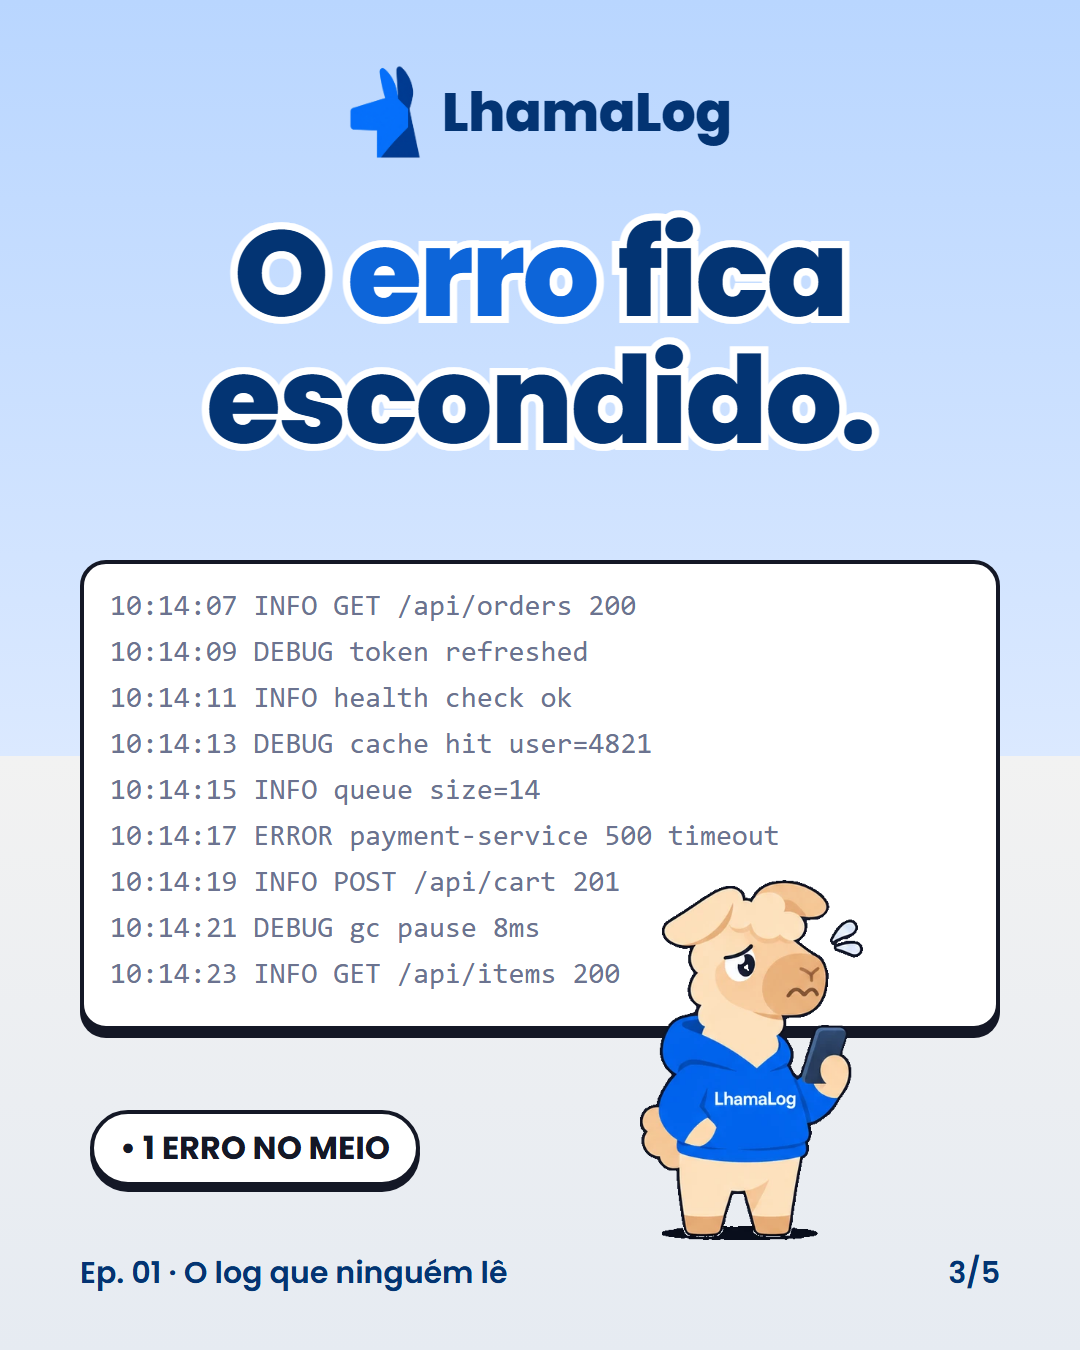 LhamaLog
O erro fica
escondido.
10:14:07 INFO GET /api/orders 200
10:14:09 DEBUG token refreshed
10:14:11 INFO health check ok
10:14:13 DEBUG cache hit user=4821
10:14:15 INFO queue size=14
10:14:17 ERROR payment-service 500 timeout
10:14:19 INFO POST /api/cart 201
10:14:21 DEBUG gc pause 8ms
10:14:23 INFO GET /api/items 200
LhamaLog
• 1 ERRO NO MEIO
Ep. 01 · O log que ninguém lê
3/5